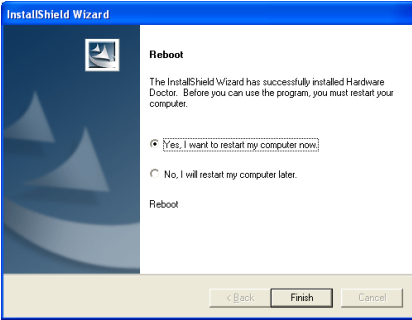 InstallShield Wizard
Reboot
The InstallShield Wizard has successfully installed Hardware
Doctor.  Before you can use the program, you must restart your
computer.
Yes, I want to restart my computer now.
No, I will restart my computer later.
Reboot
< Back
Finish
Cancel